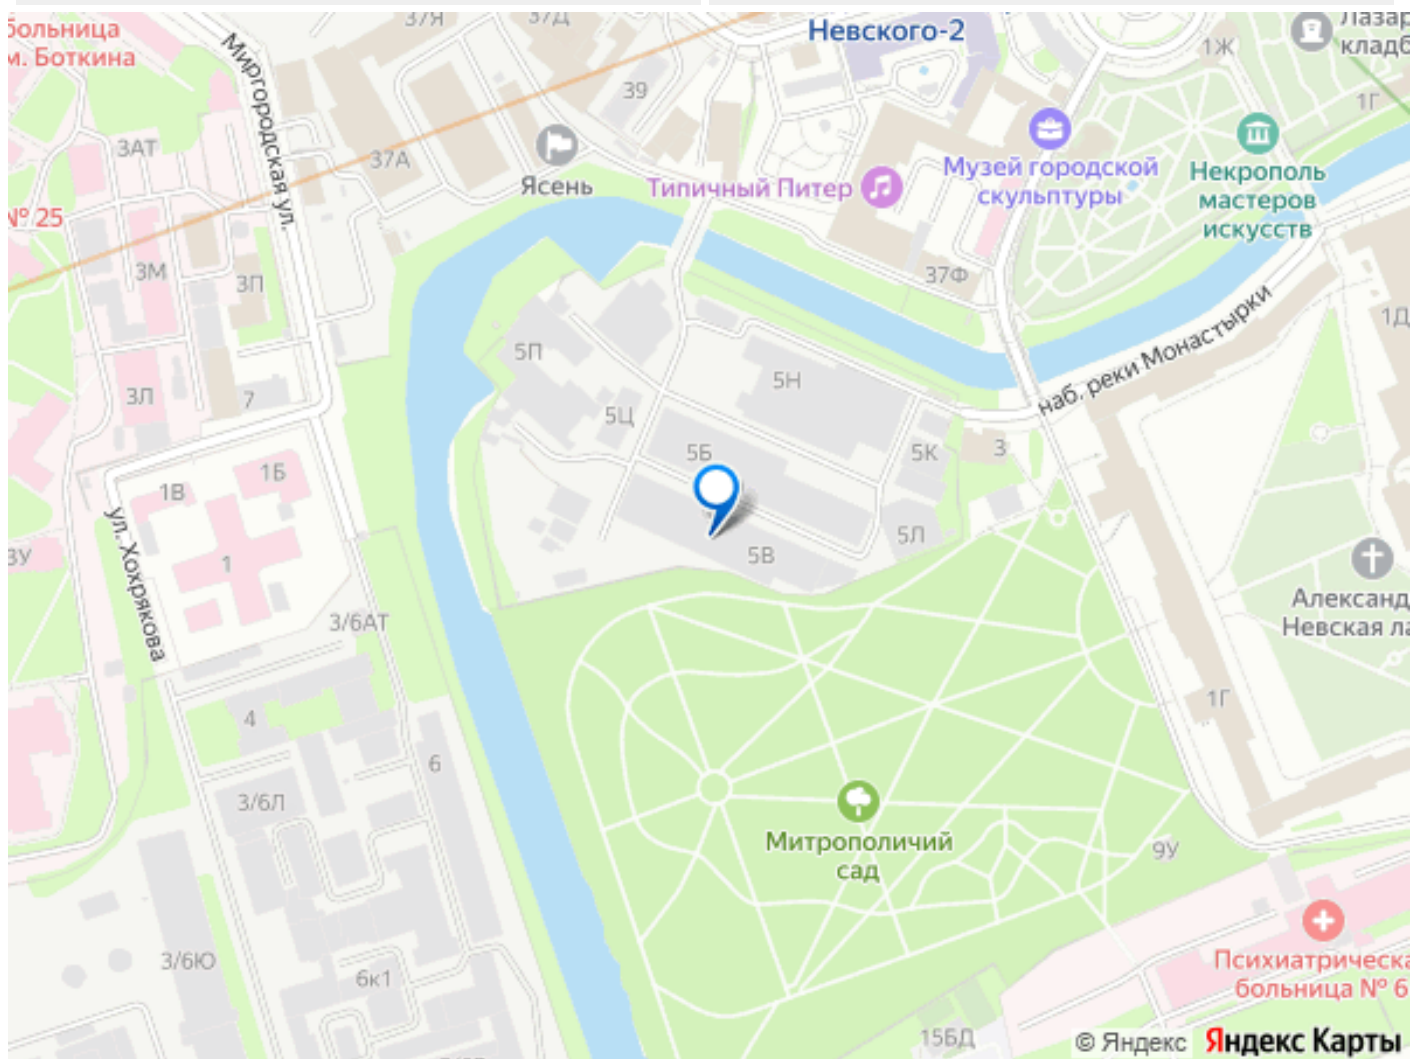 37Я
37Д
Невского-2
больница
м. Боткина
Миргородская ул.
1Ж
кладб
39
1Г
3АТ
37А
Ясень
Типичный Питер
Музей городской
скульптуры
Некрополь
мастеров
искусств
№ 25
3М
3П
37Ф
1Д
наб. реки Монастырки
5П
5Н
3Л
7
5Ц
5Б
5К
3
1Б
1В
ул. Хохрякова
1
5В
5Л
3У
3/6АТ
Александ
Невская ла
4
1Г
6
3/6Л
Митрополичий
сад
9У
3/6Ю
6к1
Психиатрическа
больница № 6
15БД
© Яндекс Яндекс Карты